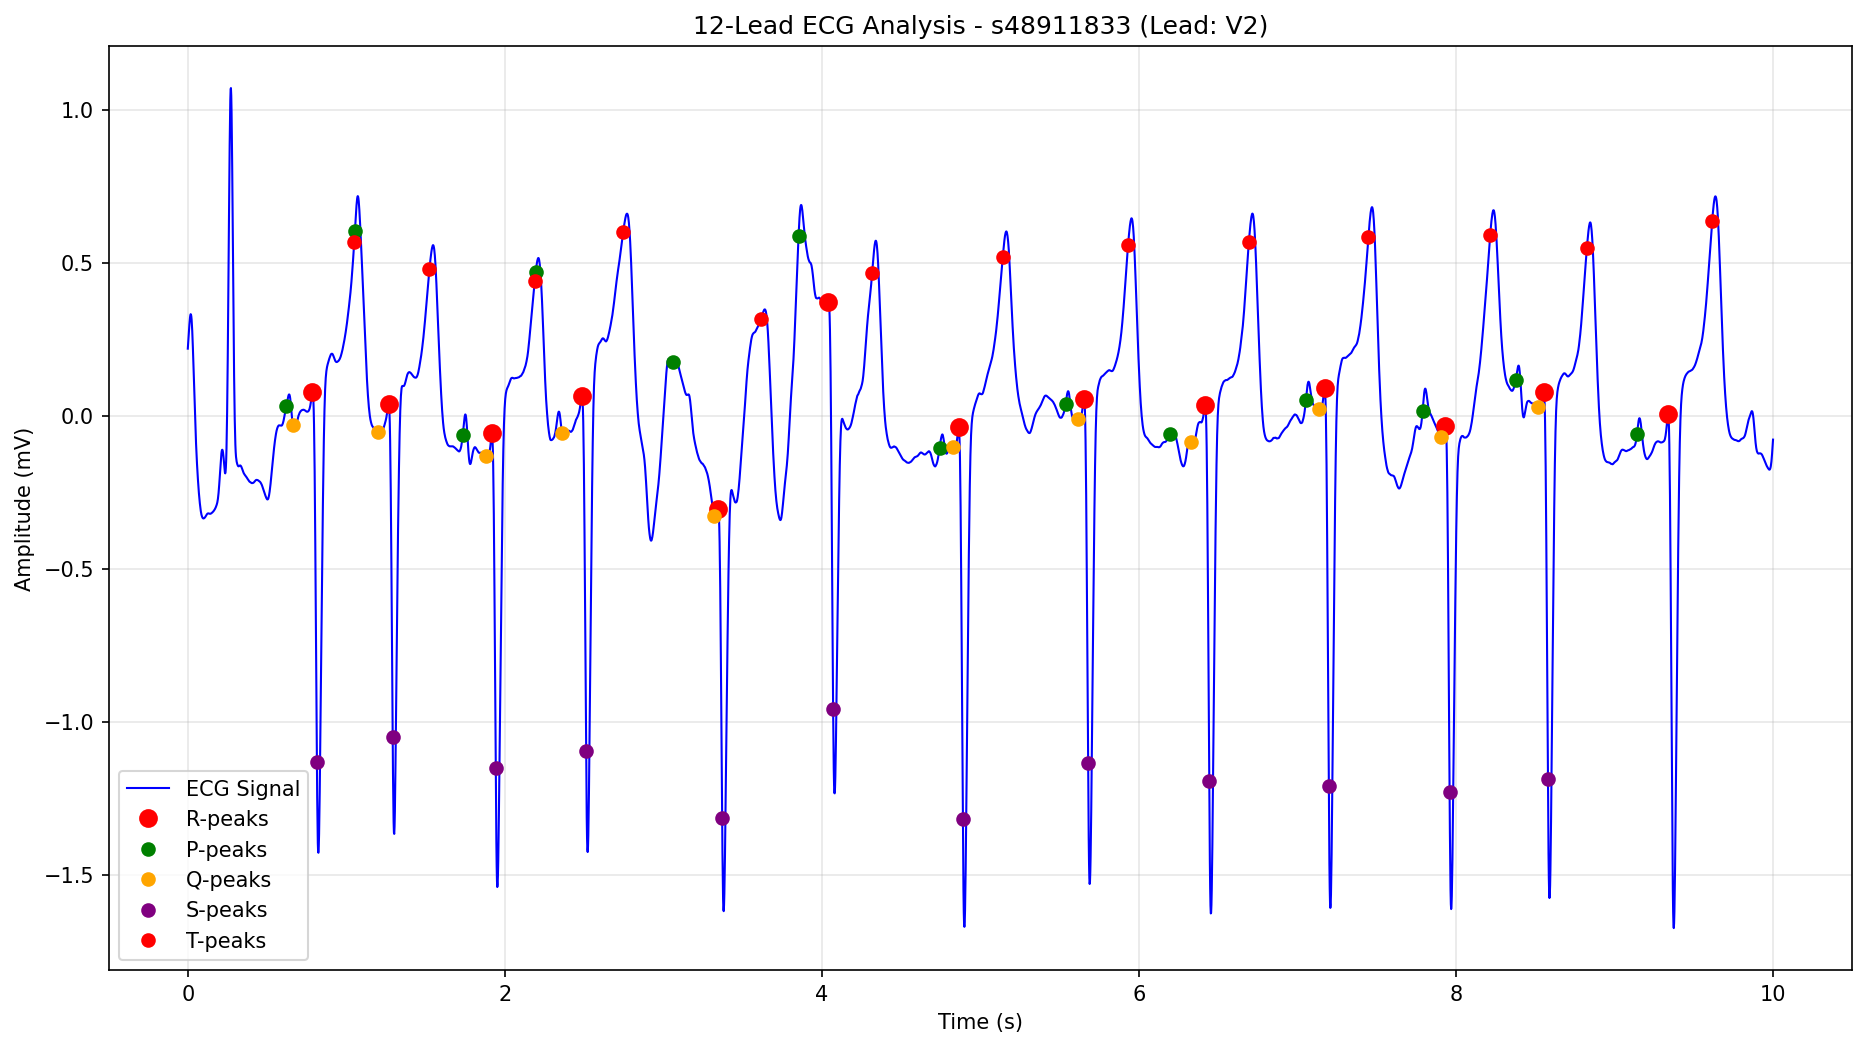 12-Lead ECG Analysis - s48911833 (Lead: V2)
Amplitude (mV)
1.0
0.5
0.0
−0.5
−1.0
−1.5
ECG Signal
R-peaks
P-peaks
Q-peaks
S-peaks
T-peaks
0 2 4 6 8 10
Time (s)